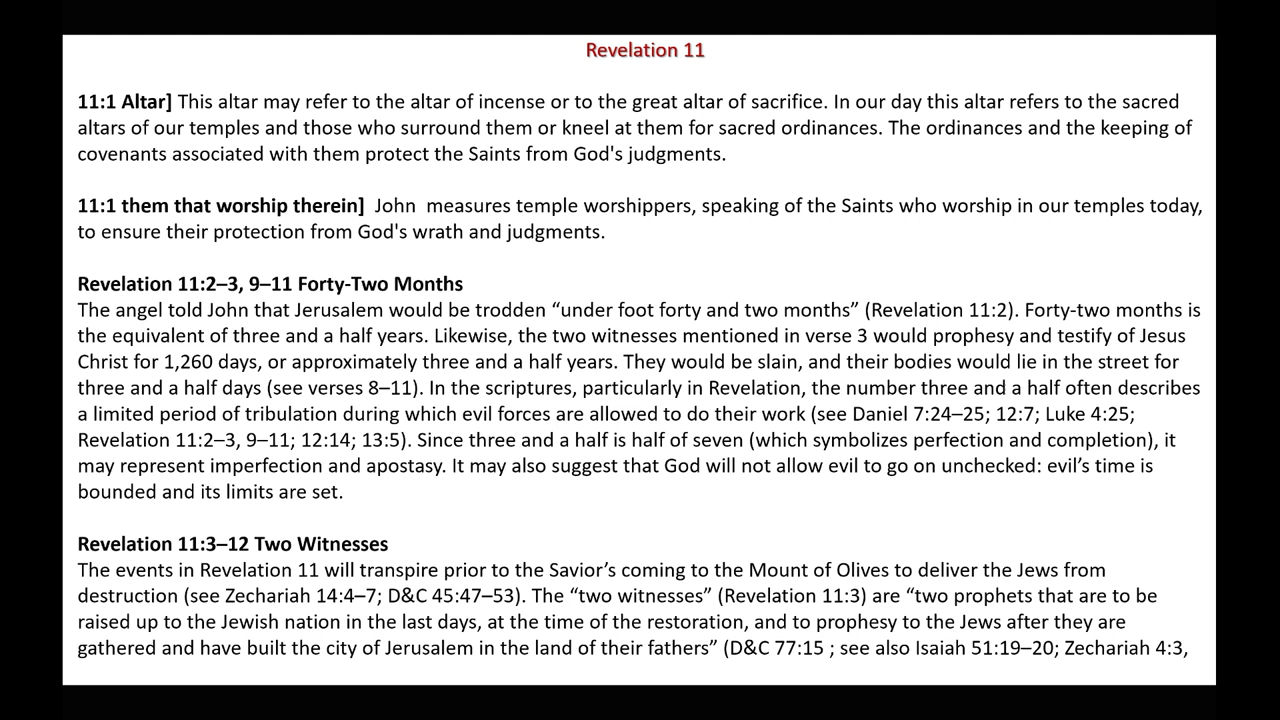 Revelation 11
11:1 Altar] This altar may refer to the altar of incense or to the great altar of sacrifice. In our day this altar refers to the sacred
altars of our temples and those who surround them or kneel at them for sacred ordinances. The ordinances and the keeping of
covenants associated with them protect the Saints from God's judgments.
11:1 them that worship therein]  John  measures temple worshippers, speaking of the Saints who worship in our temples today,
to ensure their protection from God's wrath and judgments.
Revelation 11:2–3, 9–11 Forty-Two Months
The angel told John that Jerusalem would be trodden “under foot forty and two months” (Revelation 11:2). Forty-two months is
the equivalent of three and a half years. Likewise, the two witnesses mentioned in verse 3 would prophesy and testify of Jesus
Christ for 1,260 days, or approximately three and a half years. They would be slain, and their bodies would lie in the street for
three and a half days (see verses 8–11). In the scriptures, particularly in Revelation, the number three and a half often describes
a limited period of tribulation during which evil forces are allowed to do their work (see Daniel 7:24–25; 12:7; Luke 4:25;
Revelation 11:2–3, 9–11; 12:14; 13:5). Since three and a half is half of seven (which symbolizes perfection and completion), it
may represent imperfection and apostasy. It may also suggest that God will not allow evil to go on unchecked: evil’s time is
bounded and its limits are set.
Revelation 11:3–12 Two Witnesses
The events in Revelation 11 will transpire prior to the Savior’s coming to the Mount of Olives to deliver the Jews from
destruction (see Zechariah 14:4–7; D&C 45:47–53). The “two witnesses” (Revelation 11:3) are “two prophets that are to be
raised up to the Jewish nation in the last days, at the time of the restoration, and to prophesy to the Jews after they are
gathered and have built the city of Jerusalem in the land of their fathers” (D&C 77:15 ; see also Isaiah 51:19–20; Zechariah 4:3,